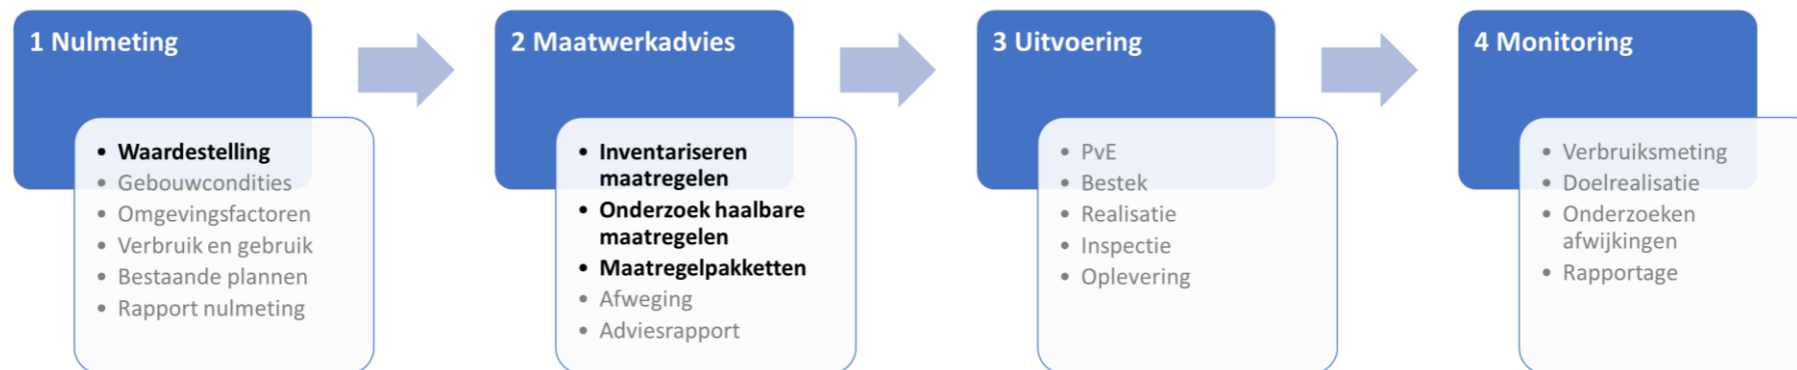 1 Nulmeting
• Waardestelling
• Gebouwcondities
• Omgevingsfactoren
• Verbruik en gebruik
• Bestaande plannen
• Rapport nulmeting
2 Maatwerkadvies
• Inventariseren
maatregelen
• Onderzoek haalbare
maatregelen
• Maatregelpakketten
• Afweging
• Adviesrapport
3 Uitvoering
• PvE
• Bestek
• Realisatie
• Inspectie
• Oplevering
4 Monitoring
• Verbruiksmeting
• Doelrealisatie
• Onderzoeken
afwijkingen
• Rapportage